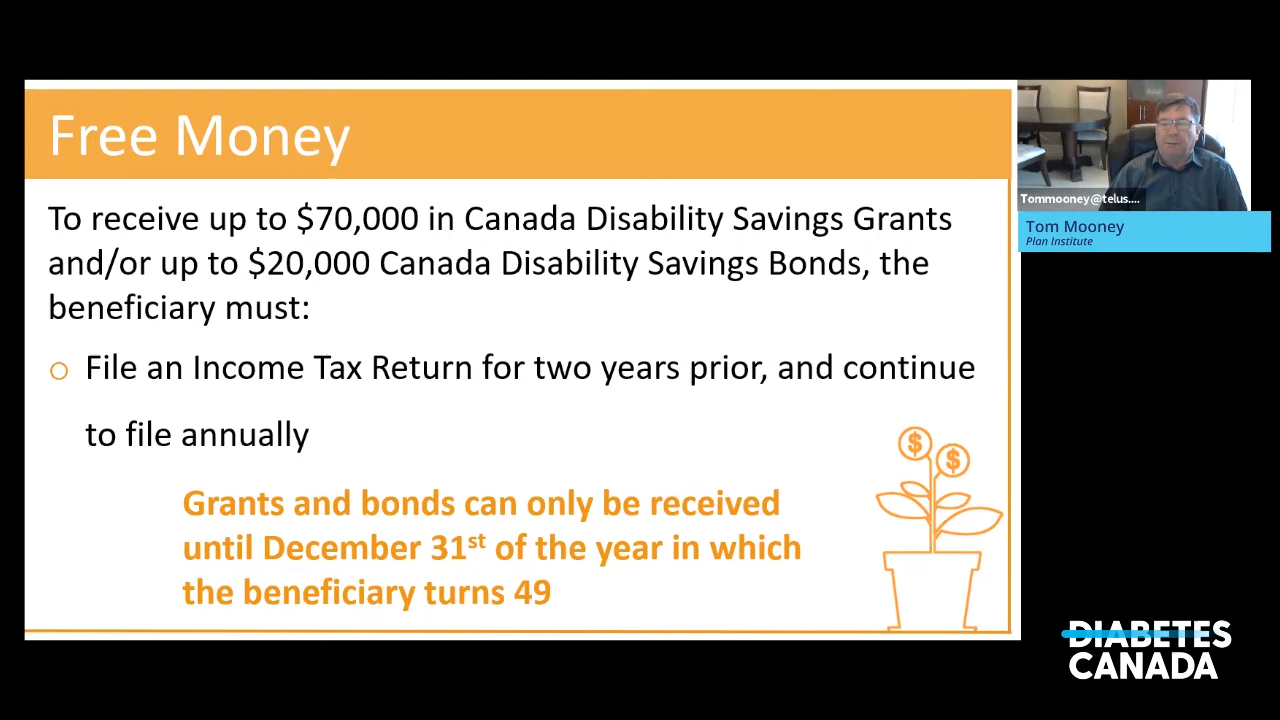 Free Money
To receive up to $70,000 in Canada Disability Savings Grants
and/or up to $20,000 Canada Disability Savings Bonds, the
beneficiary must:
o File an Income Tax Return for two years prior, and continue
to file annually
Grants and bonds can only be received
until December 31st of the year in which
the beneficiary turns 49
$
$
Tommooney@telus....
Tom Mooney
Plan Institute
DIABETES
CANADA